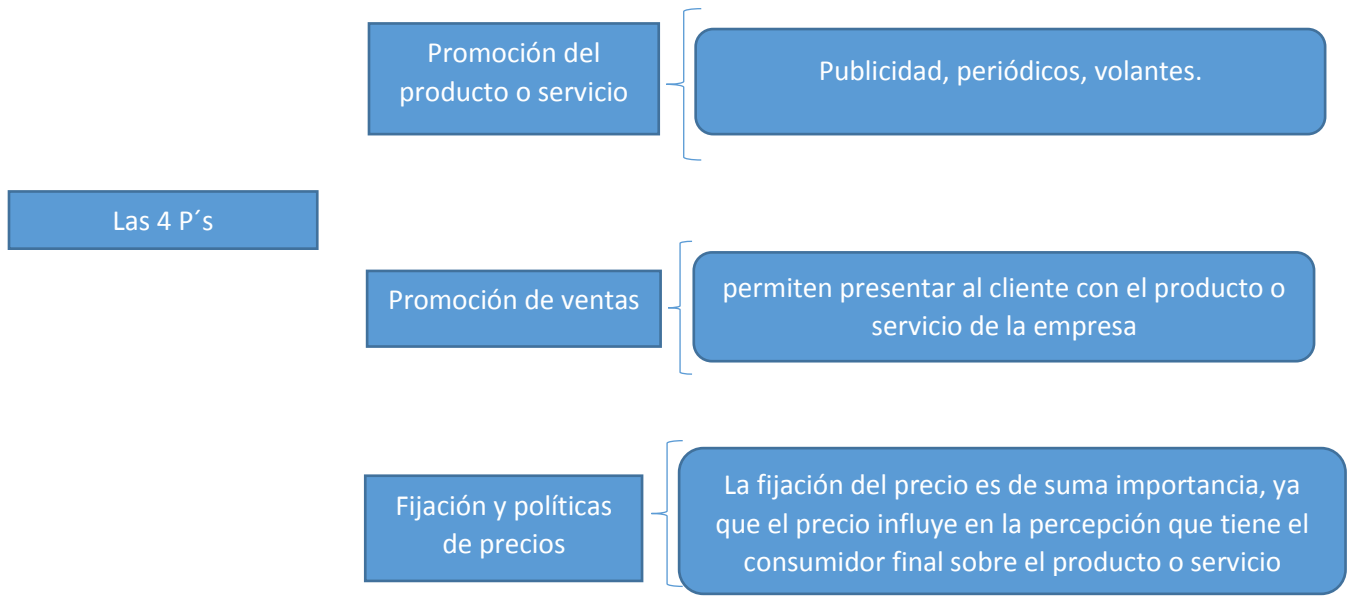 Promoción del
producto o servicio
Publicidad, periódicos, volantes.
Las 4 P´s
Promoción de ventas
permiten presentar al cliente con el producto o
servicio de la empresa
Fijación y políticas
de precios
La fijación del precio es de suma importancia, ya
que el precio influye en la percepción que tiene el
consumidor final sobre el producto o servicio